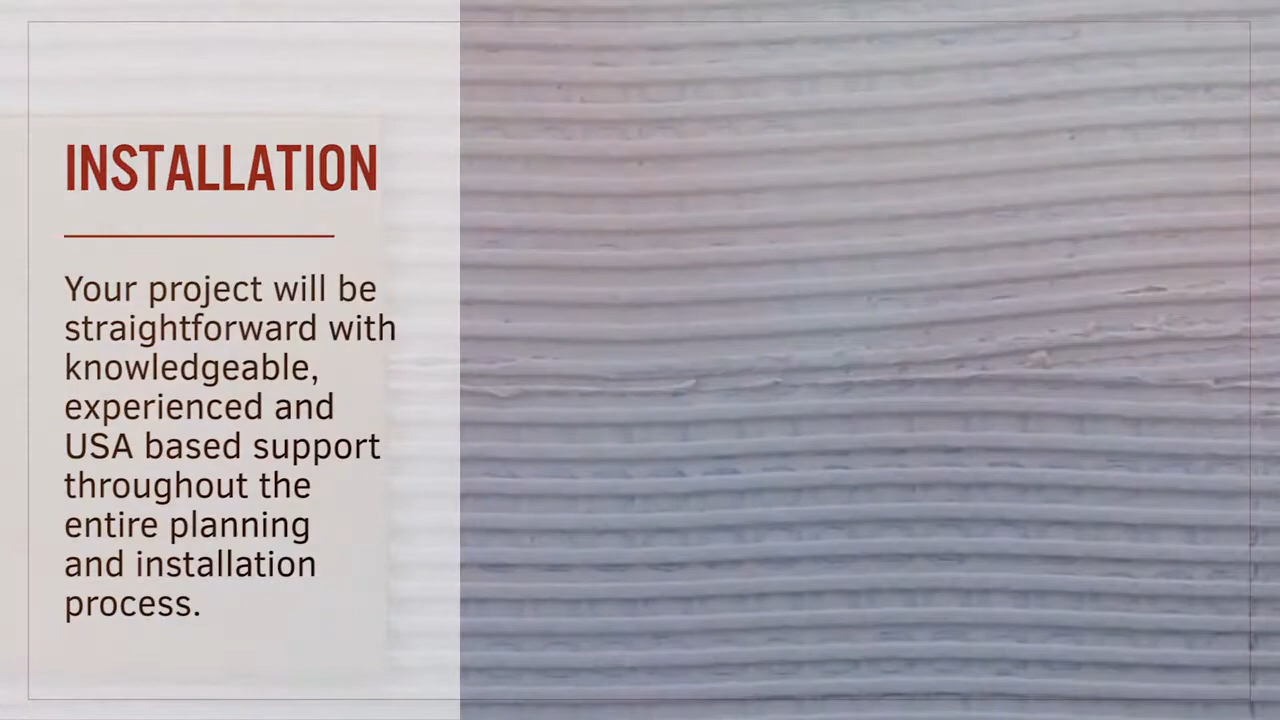 INSTALLATION
Your project will be
straightforward with
knowledgeable,
experienced and
USA based support
throughout the
entire planning
and installation
process.